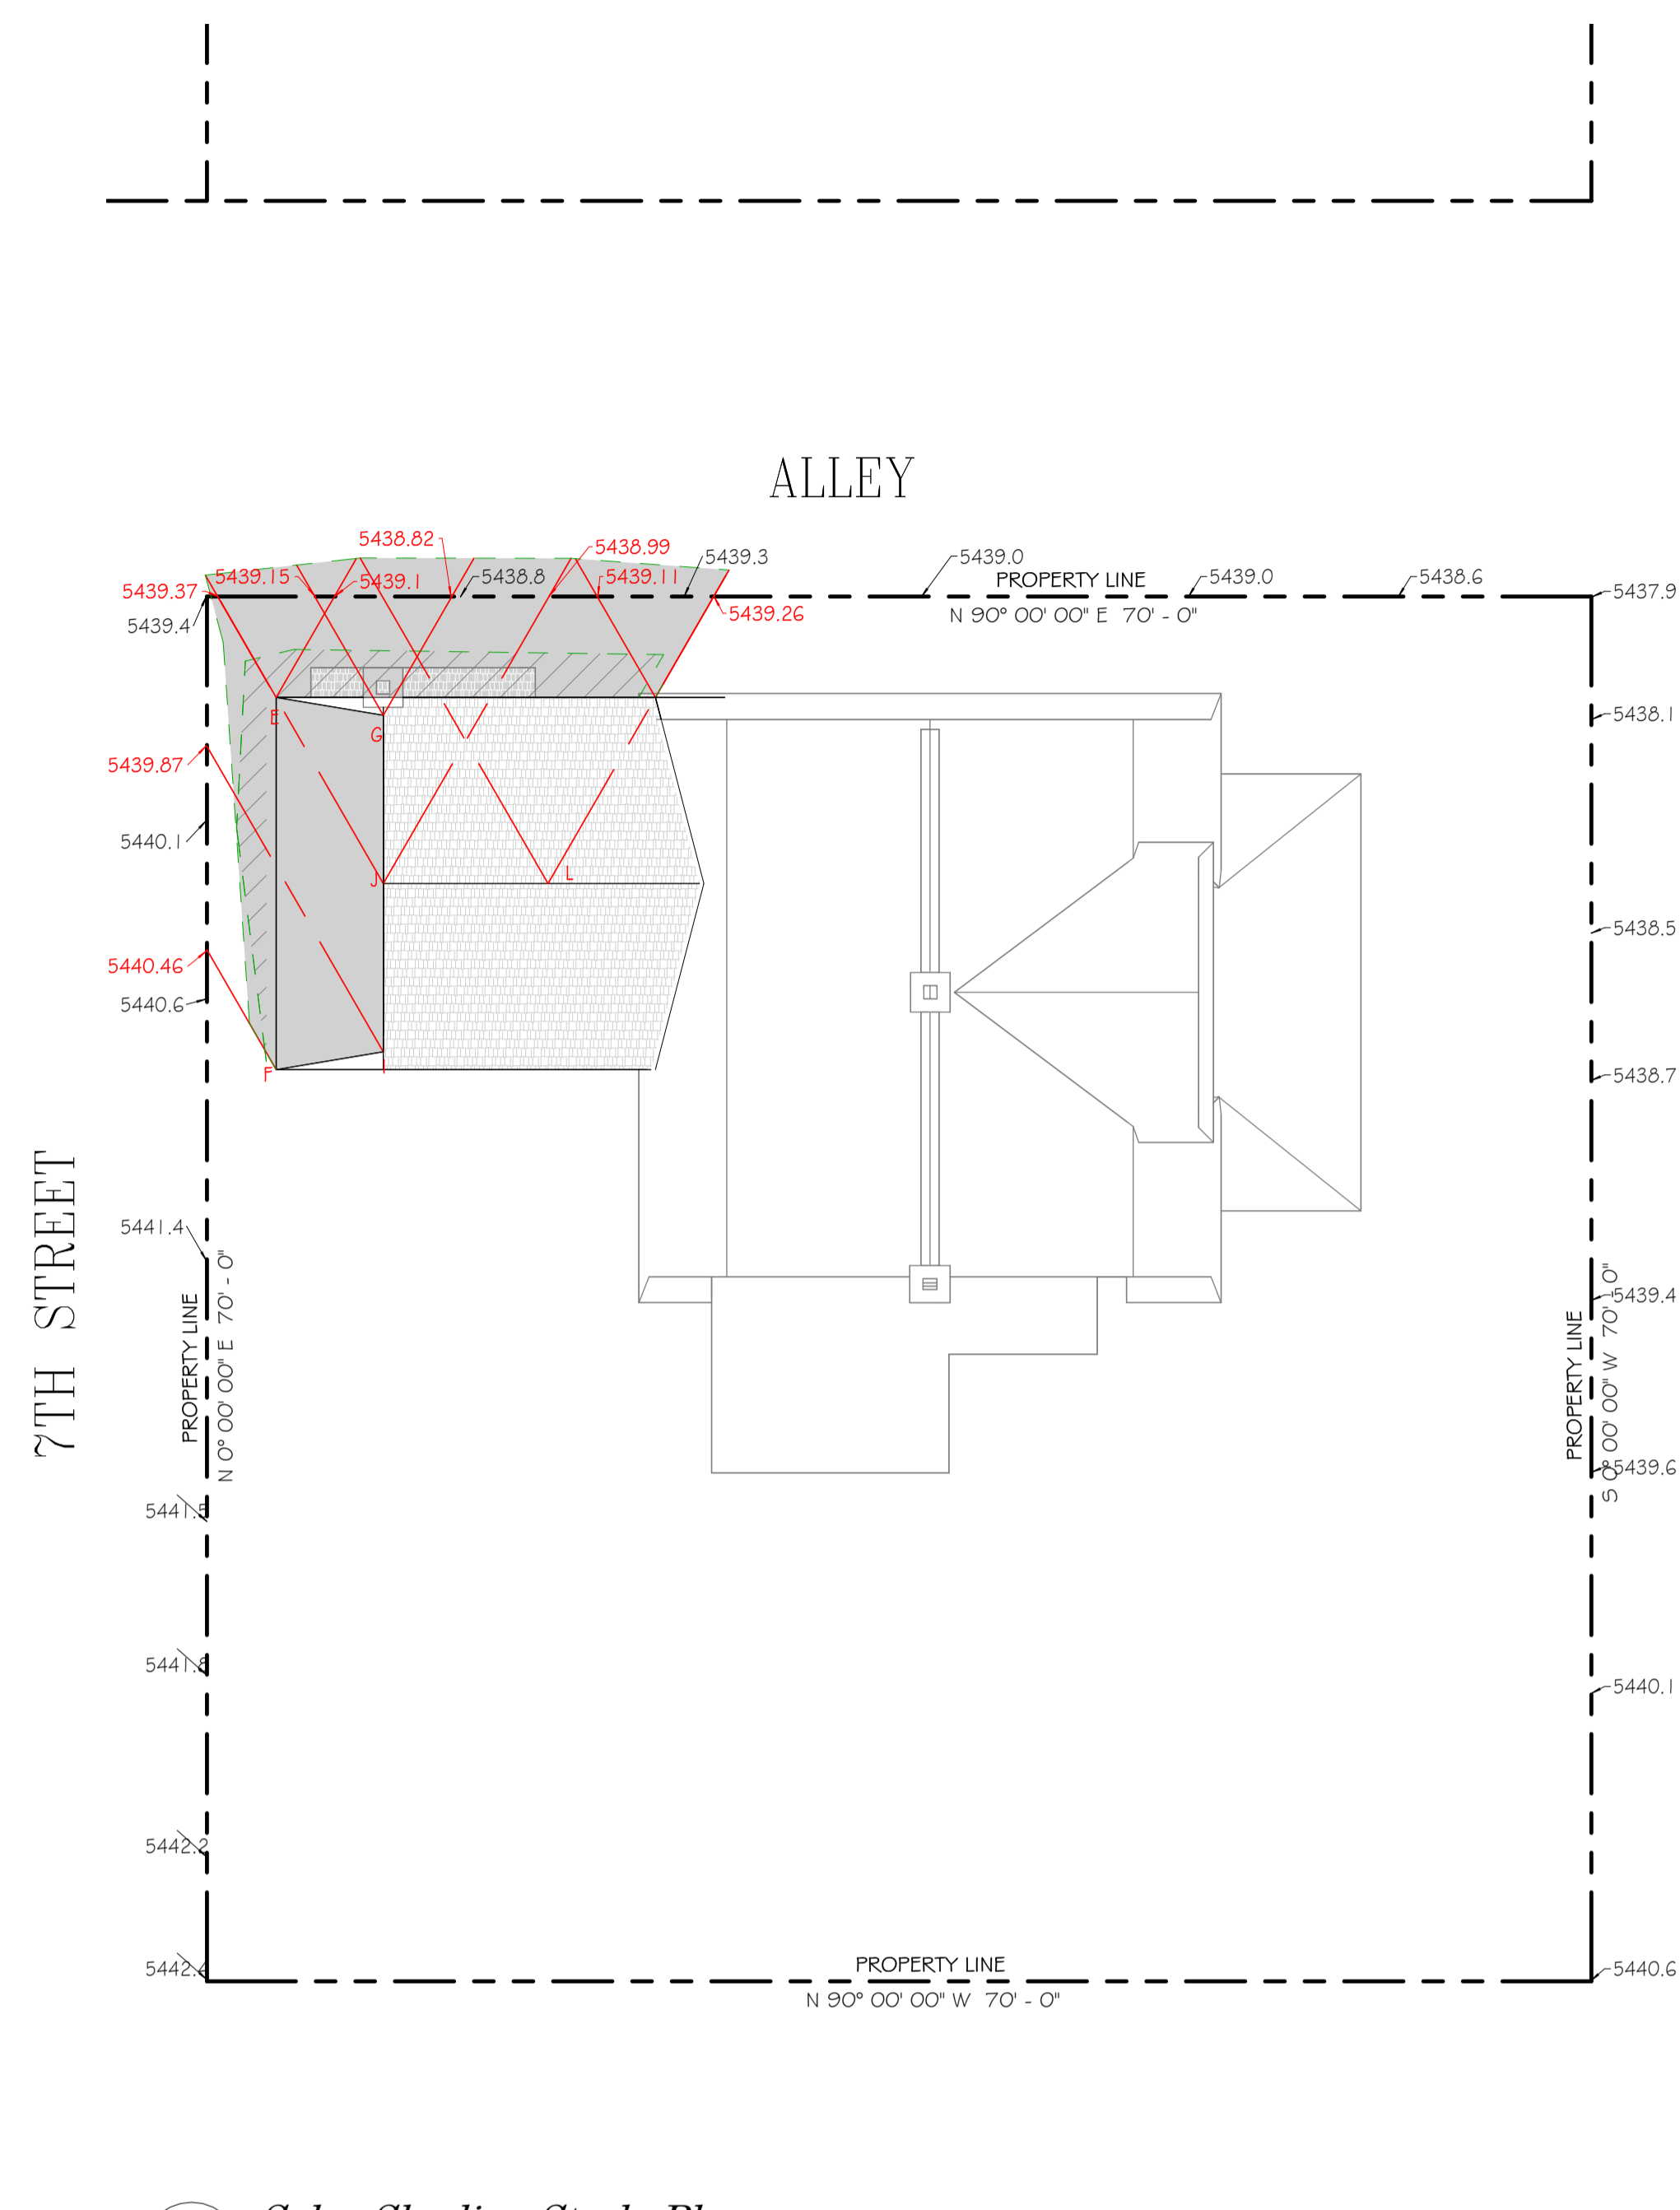 ALLEY
5438.82
5438.99
5439.3
5439.0
PROPERTY LINE
5439.37
5439.15
5439.1
5438.8
5439.11
5439.0
5438.6
5437.9
5439.4
5439.26
N 90° 00' 00" E 70' - 0"
E
G
5438.1
5439.87
5440.1
J
L
5438.5
5440.46
5440.6
F
I
5438.7
7TH STREET
5441.4
PROPERTY LINE
N 0° 00' 00" E 70' - 0"
PROPERTY LINE
S 0° 00' 00" W 70' - 0"
5439.4
5439.6
5441.5
5441.8
5440.1
5442.2
5442.4
PROPERTY LINE
N 90° 00' 00" W 70' - 0"
5440.6